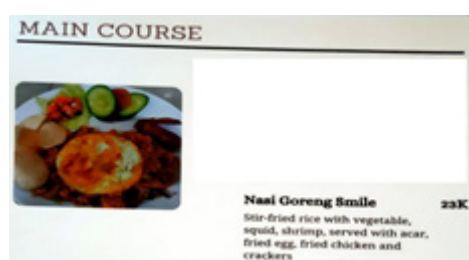 MAIN COURSE
Nasi Goreng Smile 23K
Stir-fried rice with vegetable,
squid, shrimp, served with acar,
fried egg, fried chicken and
crackers